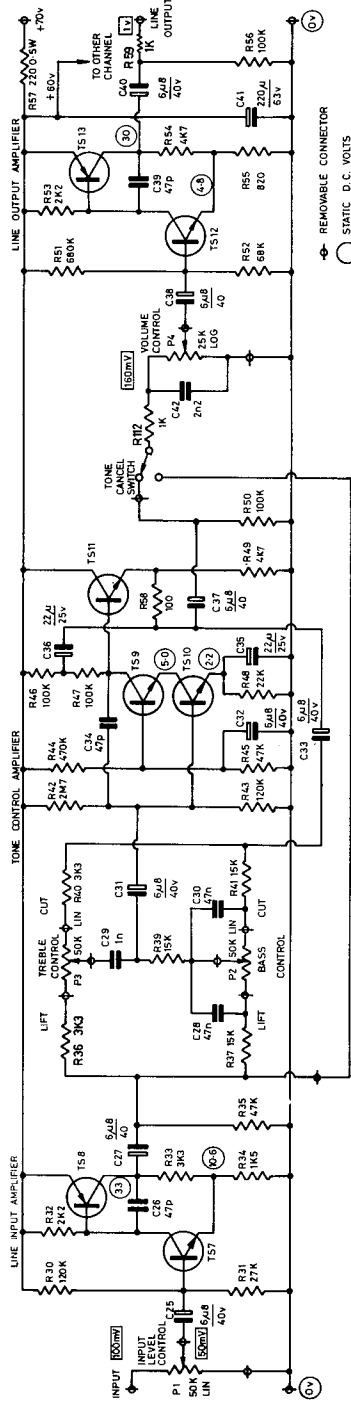 LINE INPUT AMPLIFIER
TONE CONTROL AMPLIFIER
LINE OUTPUT AMPLIFIER
INPUT
100mV
P1
50K
LIN
INPUT
LEVEL
CONTROL
50mV
0v
C25
6µ8
40v
R30
120K
R31
27K
R32
2K2
TS7
TS8
C26
47p
33
C27
6µ8
40
R33
3K3
10·6
R34
1K5
R35
47K
LIFT
TREBLE
CONTROL
CUT
R36 3K3
P3
50K
LIN
R40 3K3
C29
1n
R39
15K
C28
47n
C30
47n
R37 15K
P2
50K LIN
R41 15K
LIFT
BASS
CONTROL
CUT
C31
6µ8
40v
R42
2M7
R43
120K
R44
470K
R45
47K
C32
6µ8
40v
C34
47p
R46
100K
R47
100K
C36
22µ
25v
TS9
5·0
TS10
2·2
R48
22K
C35
22µ
25v
C33
6µ8
40v
TS11
R58
100
C37
6µ8
40
R49
4K7
R50
100K
TONE
CANCEL
SWITCH
R112
1K
160mV
C42
2n2
VOLUME
CONTROL
P4
25K
LOG
C38
6µ8
40
R51
680K
R52
68K
R53
2K2
TS12
TS13
C39
47p
30
4·8
R54
4K7
R55
820
C40
6µ8
40v
C41
220µ
63v
R56
100K
R57 220 0·5W
+70v
+60v
TO OTHER
CHANNEL
R59
1K
1v
LINE
OUTPUT
0v
REMOVABLE CONNECTOR
STATIC D.C. VOLTS